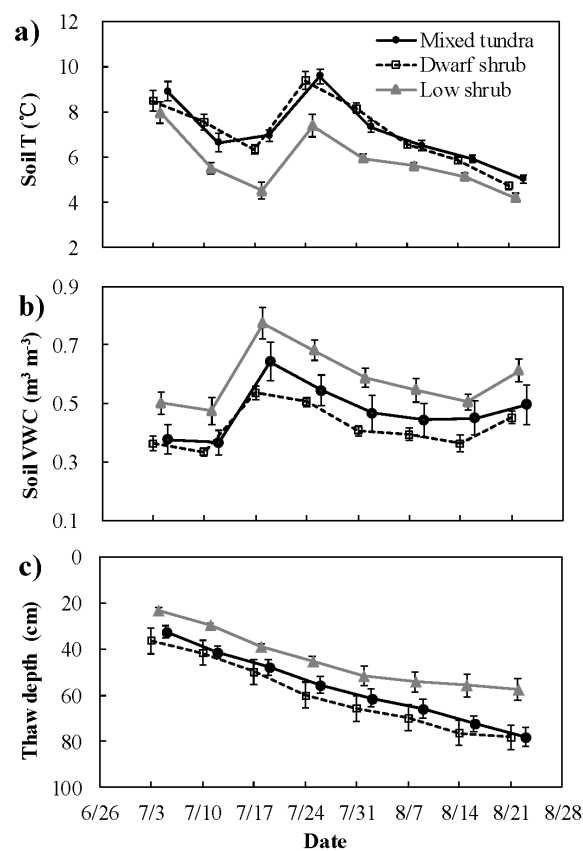 a)
12
10
8
6
4
2
Soil T (℃)
Mixed tundra
Dwarf shrub
Low shrub
b)
0.9
0.7
0.5
0.3
0.1
Soil VWC (m³ m⁻³)
c)
0
20
40
60
80
100
Thaw depth (cm)
6/26 7/3 7/10 7/17 7/24 7/31 8/7 8/14 8/21 8/28
Date